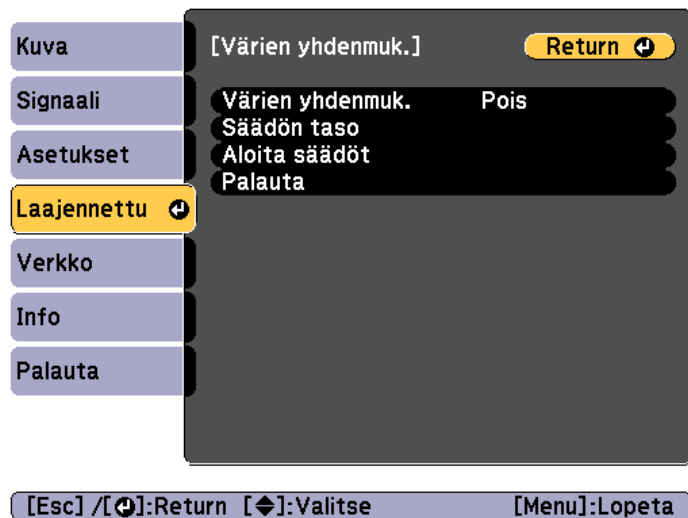 Kuva
Signaali
Asetukset
Laajennettu
Verkko
Info
Palauta
[Värien yhdenmuk.] Return
Värien yhdenmuk. Pois
Säädön taso
Aloita säädöt
Palauta
[Esc] /[⏎]:Return [◆]:Valitse [Menu]:Lopeta